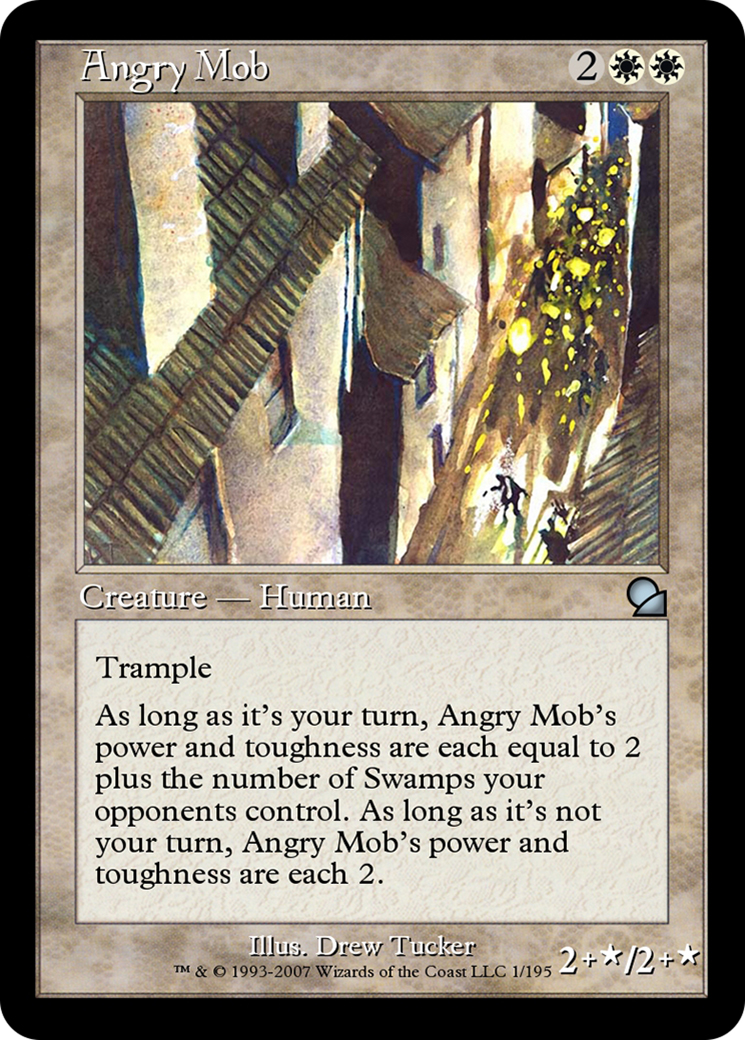 Angry Mob 2
Creature — Human
Trample
As long as it's your turn, Angry Mob's
power and toughness are each equal to 2
plus the number of Swamps your
opponents control. As long as it's not
your turn, Angry Mob's power and
toughness are each 2.
Illus. Drew Tucker
™ & © 1993-2007 Wizards of the Coast LLC 1/195
2+★/2+★